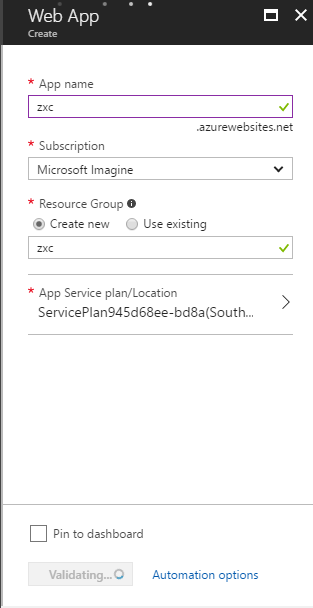 Web App
Create
* App name
zxc
.azurewebsites.net
* Subscription
Microsoft Imagine
* Resource Group
Create new Use existing
zxc
* App Service plan/Location
ServicePlan945d68ee-bd8a(South...
Pin to dashboard
Validating... Automation options